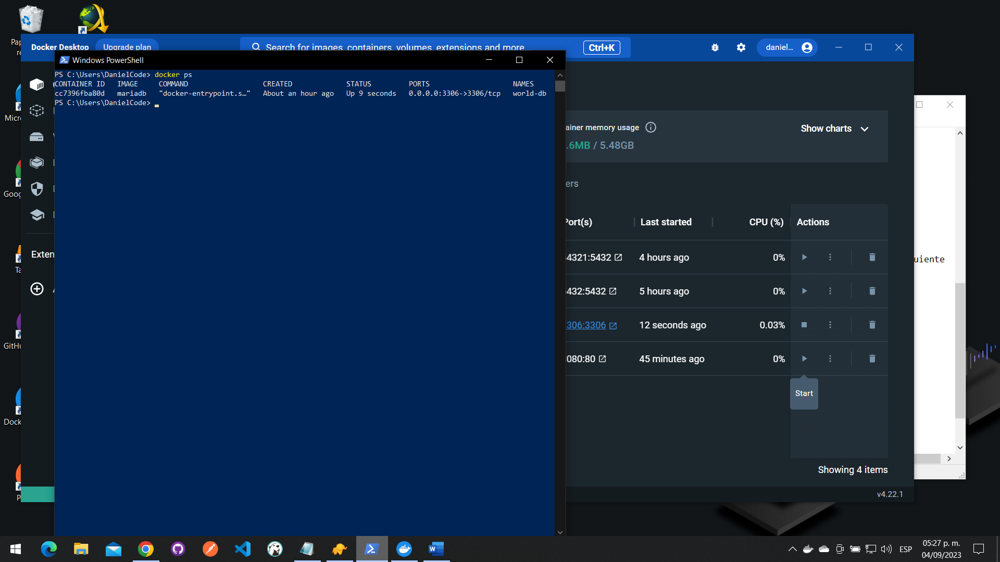 Docker Desktop
Upgrade plan
Search for images, containers, volumes, extensions and more...
Ctrl+K
daniel...
Windows PowerShell
PS C:\Users\DanielCode> docker ps
CONTAINER ID IMAGE COMMAND CREATED STATUS PORTS NAMES
cc7396fba80d mariadb "docker-entrypoint.s…" About an hour ago Up 9 seconds 0.0.0.0:3306->3306/tcp world-db
PS C:\Users\DanielCode>
ainer memory usage
Show charts
.6MB / 5.48GB
ers
Port(s) Last started CPU (%) Actions
4321:5432 4 hours ago 0%
432:5432 5 hours ago 0%
306:3306 12 seconds ago 0.03%
080:80 45 minutes ago 0%
Start
Showing 4 items
v4.22.1
uiente
Pap
re
Micr
Goog
Exten
Ta
GitHu
Dock
P
ESP
05:27 p. m.
04/09/2023